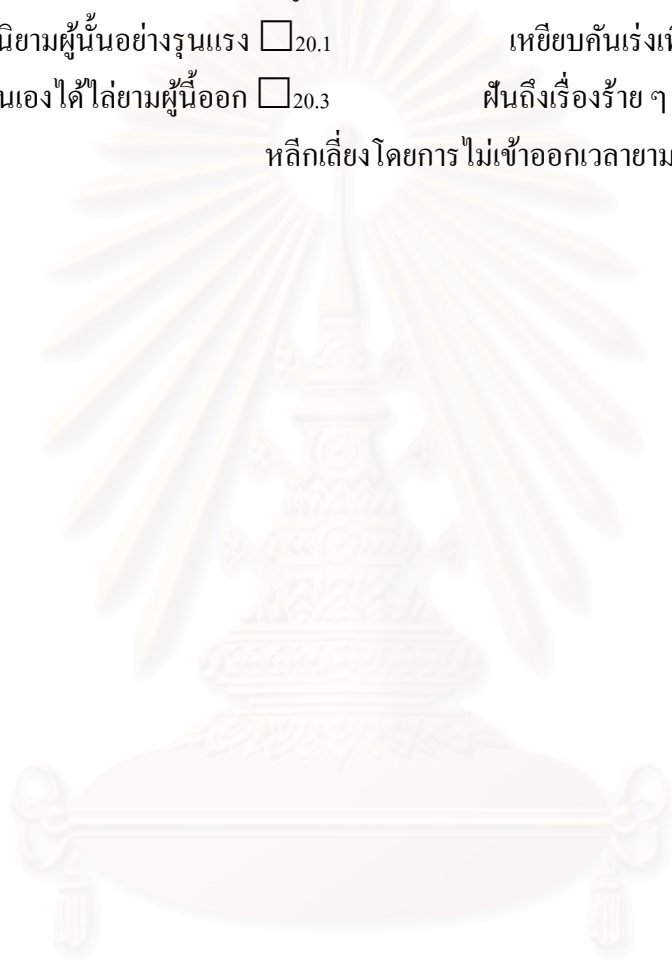 นิยามผู้นั้นอย่างรุนแรง □20.1 เหยียบคันเร่งเพื่
นเองได้ไล่ยามผู้นี้ออก □20.3 ฝันถึงเรื่องร้าย ๆ
หลีกเลี่ยงโดยการไม่เข้าออกเวลายาม